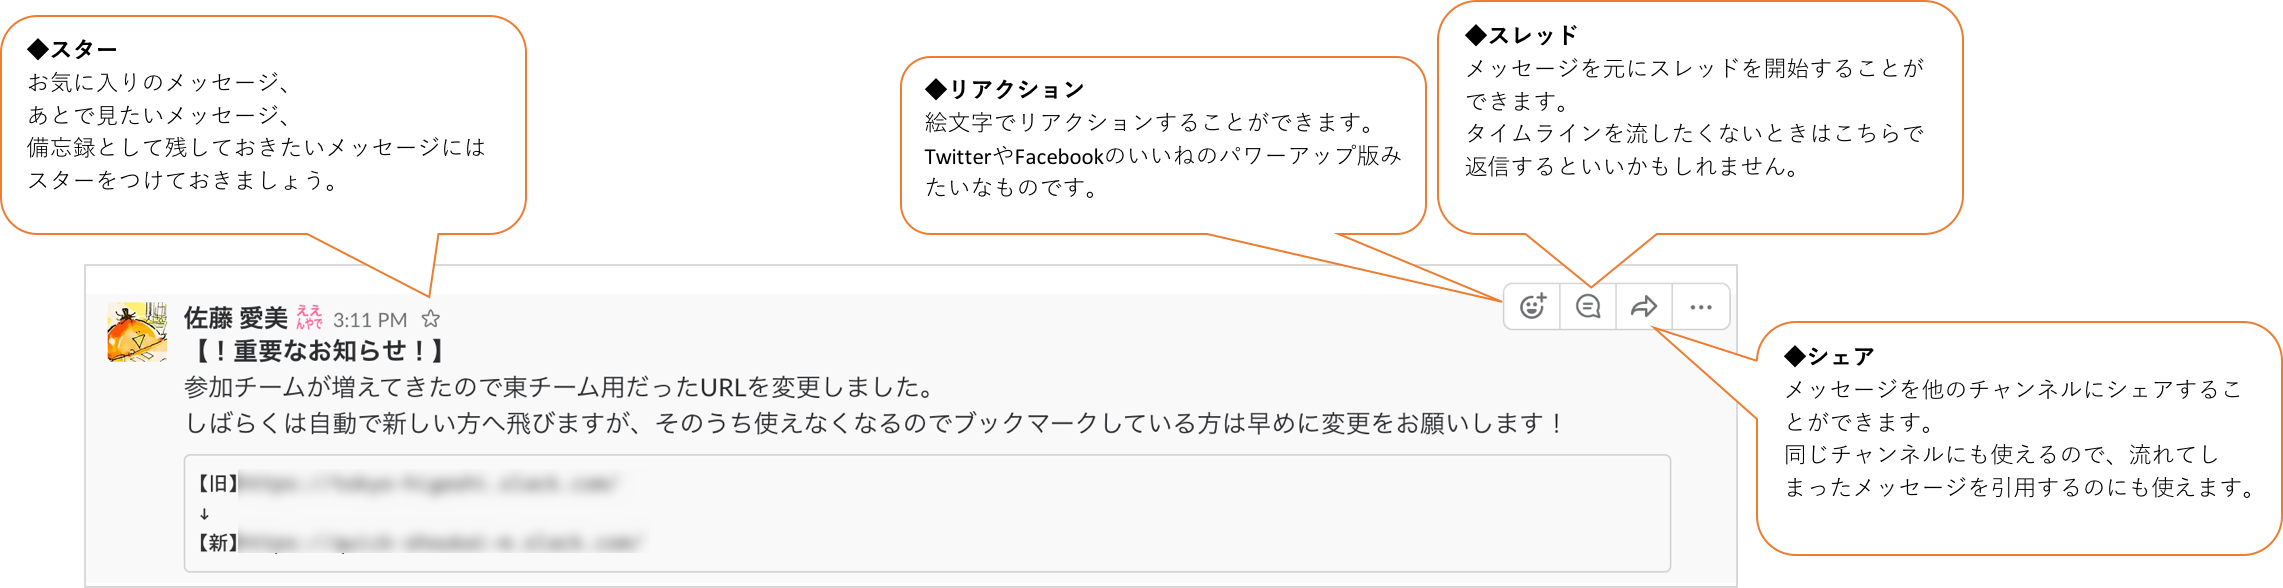 ◆スター
お気に入りのメッセージ、
あとで見たいメッセージ、
備忘録として残しておきたいメッセージには
スターをつけておきましょう。
◆リアクション
絵文字でリアクションすることができます。
TwitterやFacebookのいいねのパワーアップ版み
たいなものです。
◆スレッド
メッセージを元にスレッドを開始することが
できます。
タイムラインを流したくないときはこちらで
返信するといいかもしれません。
◆シェア
メッセージを他のチャンネルにシェアするこ
とができます。
同じチャンネルにも使えるので、流れてし
まったメッセージを引用するのにも使えます。
佐藤 愛美 ええんやで 3:11 PM
【！重要なお知らせ！】
参加チームが増えてきたので東チーム用だったURLを変更しました。
しばらくは自動で新しい方へ飛びますが、そのうち使えなくなるのでブックマークしている方は早めに変更をお願いします！
【旧】
↓
【新】